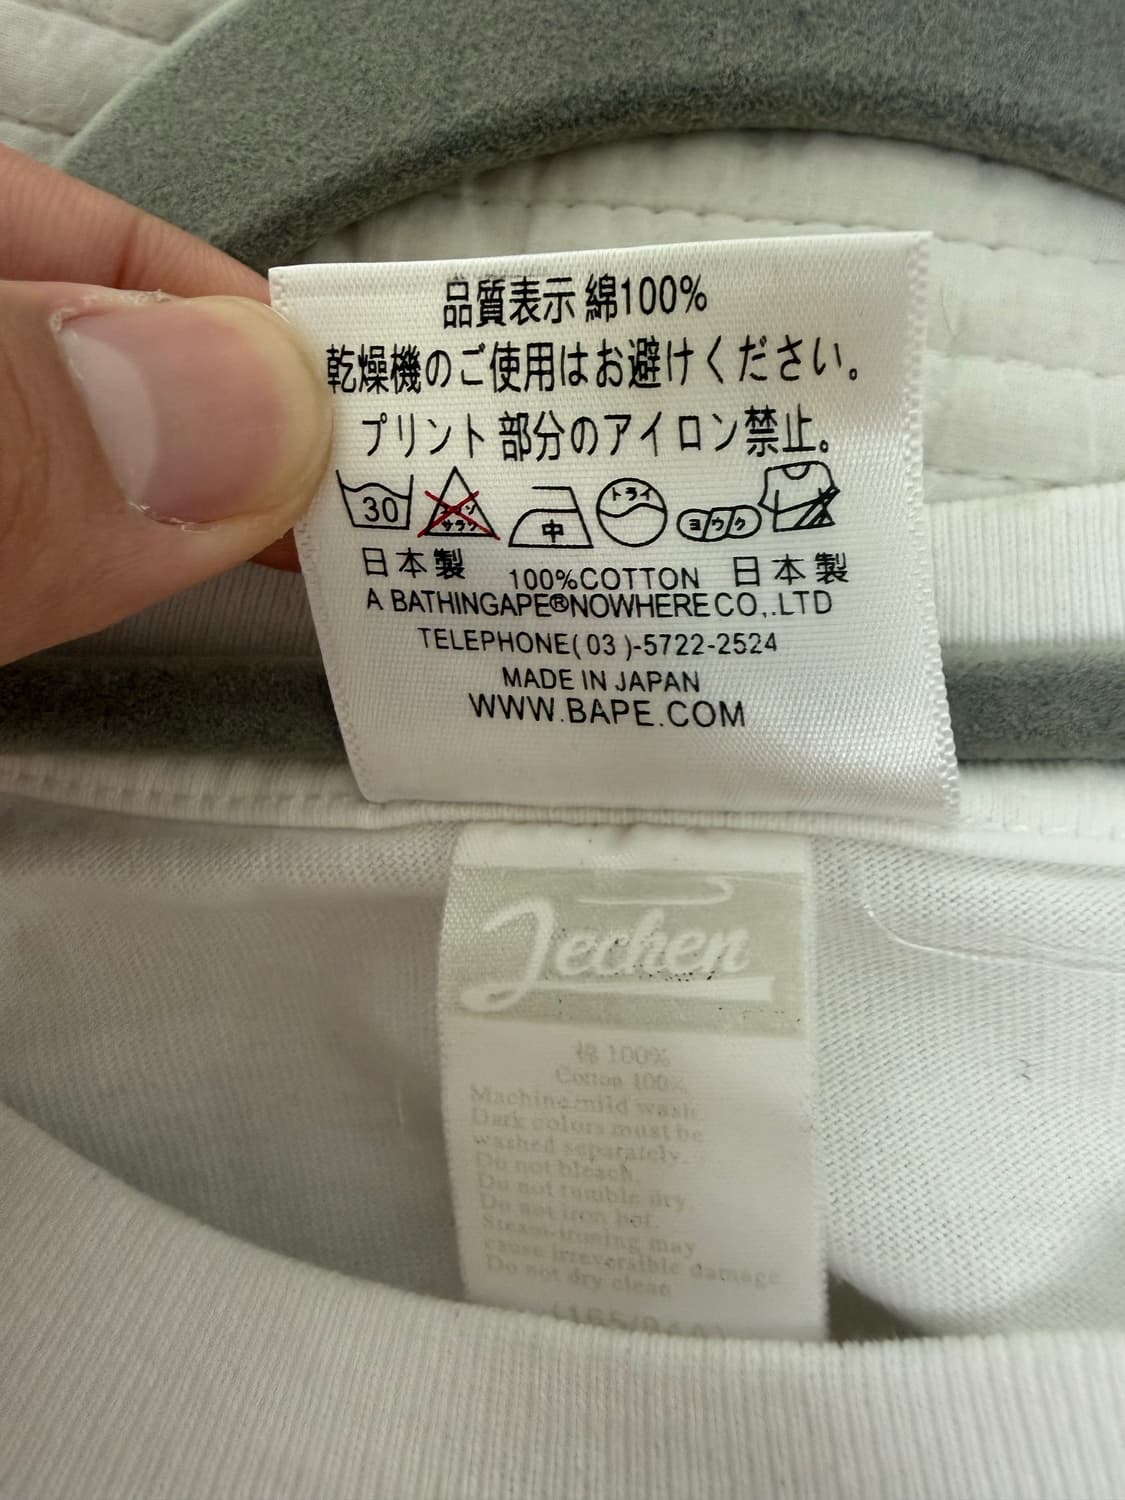 品質表示 綿100%
乾燥機のご使用はお避けください。
プリント部分のアイロン禁止。
30 エンソ サラシ 中 ドライ ヨワク
日本製 100%COTTON 日本製
A BATHINGAPE®NOWHERE CO,.LTD
TELEPHONE( 03 )-5722-2524
MADE IN JAPAN
WWW.BAPE.COM
Jechen
棉 100%
Cotton 100%
Machine mild wash
Dark colors must be
washed separately.
Do not bleach.
Do not tumble dry.
Do not iron hot.
Steam-ironing may
cause irreversible damage
Do not dry clean